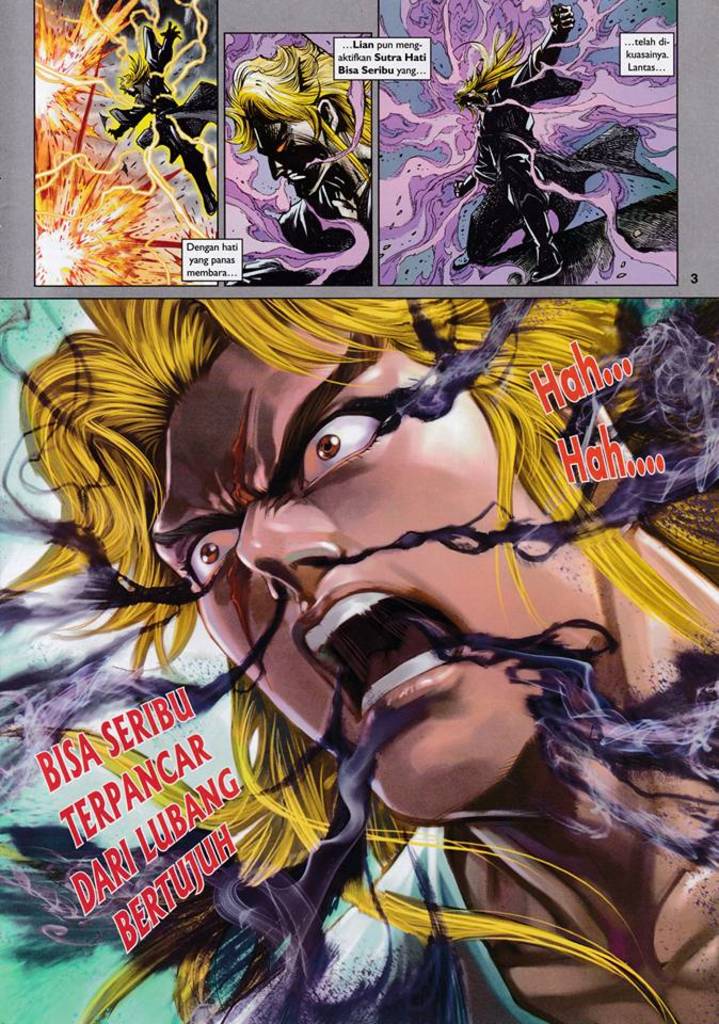 Dengan hati
yang panas
membara...
...Lian pun meng-
aktifkan Sutra Hati
Bisa Seribu yang...
...telah di-
kuasainya.
Lantas...
3
Hah...
Hah....
BISA SERIBU
TERPANCAR
DARI LUBANG
BERTUJUH